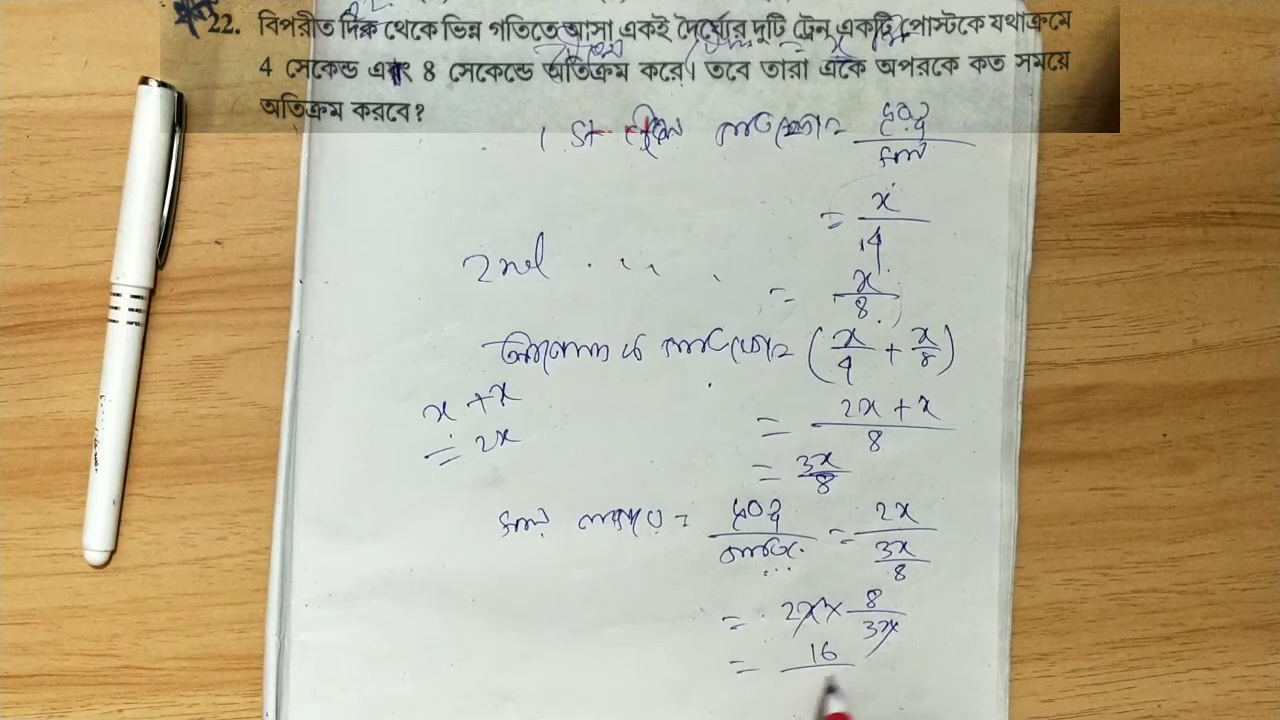 22. বিপরীত দিক থেকে ভিন্ন গতিতে আসা একই দৈর্ঘ্যের দুটি ট্রেন একটি পোস্টকে যথাক্রমে
4 সেকেন্ড এবং 8 সেকেন্ডে অতিক্রম করে। তবে তারা একে অপরকে কত সময়ে
অতিক্রম করবে?
1st ট্রেন
= x/4
2nd = x/8
(x/4 + x/8)
x + x
= 2x
= 2x + x/8
= 3x/8
= 2x/3x/8
= 2x × 8/3x
= 16